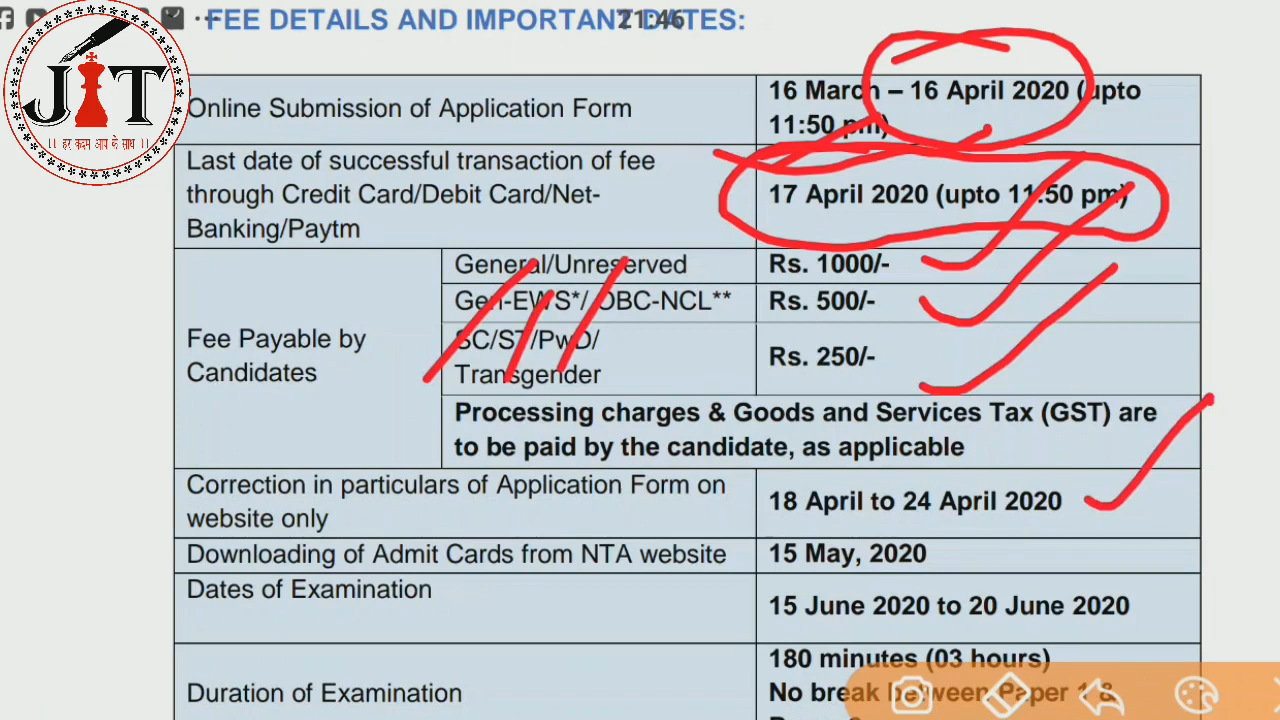 FEE DETAILS AND IMPORTANT DATES:
21:46
JIT
।। हर कदम आप के साथ ।।
Online Submission of Application Form
16 March – 16 April 2020 (upto
11:50 pm)
Last date of successful transaction of fee
through Credit Card/Debit Card/Net-
Banking/Paytm
17 April 2020 (upto 11:50 pm)
Fee Payable by
Candidates
General/Unreserved
Rs. 1000/-
Gen-EWS*/ OBC-NCL**
Rs. 500/-
SC/ST/PwD/
Transgender
Rs. 250/-
Processing charges & Goods and Services Tax (GST) are
to be paid by the candidate, as applicable
Correction in particulars of Application Form on
website only
18 April to 24 April 2020
Downloading of Admit Cards from NTA website
15 May, 2020
Dates of Examination
15 June 2020 to 20 June 2020
Duration of Examination
180 minutes (03 hours)
No break between Paper 1 &